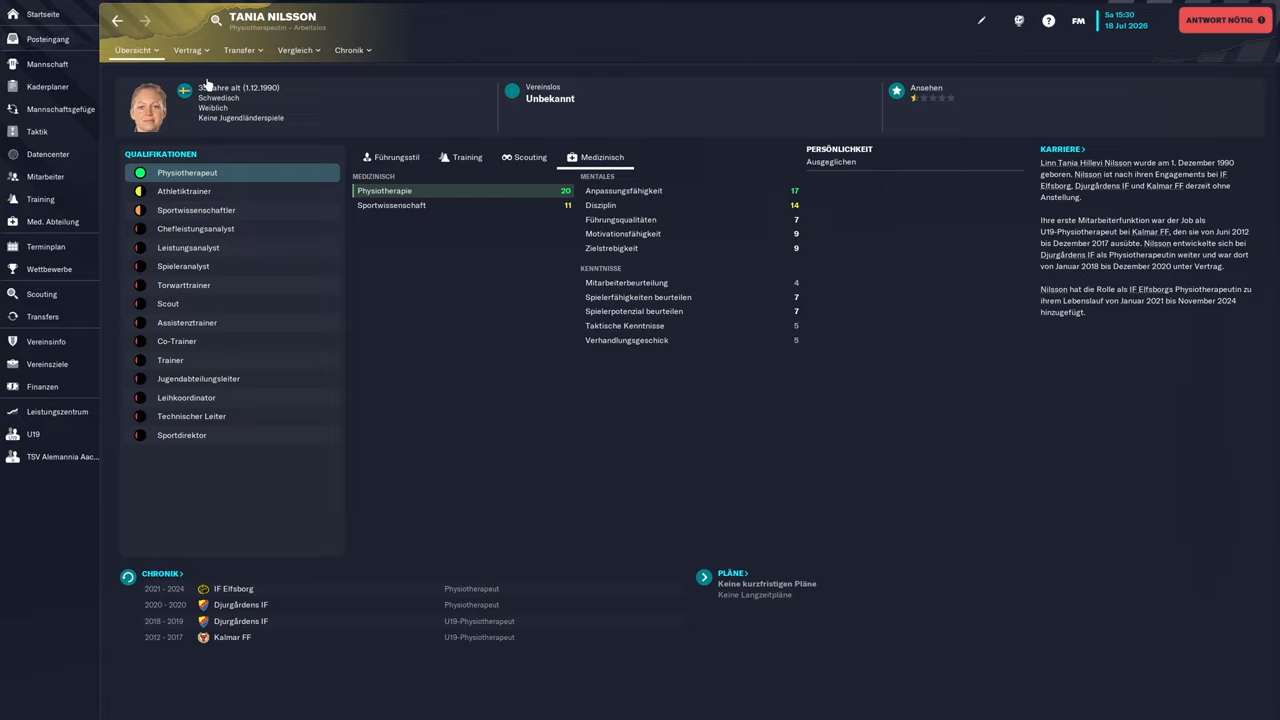 Startseite
Posteingang
Mannschaft
Kaderplaner
Mannschaftsgefüge
Taktik
Datencenter
Mitarbeiter
Training
Med. Abteilung
Terminplan
Wettbewerbe
Scouting
Transfers
Vereinsinfo
Vereinsziele
Finanzen
Leistungszentrum
U19
TSV Alemannia Aac...
TANIA NILSSON
Physiotherapeutin – Arbeitslos
Übersicht
Vertrag
Transfer
Vergleich
Chronik
FM
Sa 15:30
18 Jul 2026
ANTWORT NÖTIG
Jahre alt (1.12.1990)
Schwedisch
Weiblich
Keine Jugendländerspiele
Vereinslos
Unbekannt
Ansehen
QUALIFIKATIONEN
Physiotherapeut
Athletiktrainer
Sportwissenschaftler
Chefleistungsanalyst
Leistungsanalyst
Spieleranalyst
Torwarttrainer
Scout
Assistenztrainer
Co-Trainer
Trainer
Jugendabteilungsleiter
Leihkoordinator
Technischer Leiter
Sportdirektor
Führungsstil
Training
Scouting
Medizinisch
MEDIZINISCH
Physiotherapie 20
Sportwissenschaft 11
MENTALES
Anpassungsfähigkeit 17
Disziplin 14
Führungsqualitäten 7
Motivationsfähigkeit 9
Zielstrebigkeit 9
KENNTNISSE
Mitarbeiterbeurteilung 4
Spielerfähigkeiten beurteilen 7
Spielerpotenzial beurteilen 7
Taktische Kenntnisse 5
Verhandlungsgeschick 5
PERSÖNLICHKEIT
Ausgeglichen
KARRIERE >
Linn Tania Hillevi Nilsson wurde am 1. Dezember 1990
geboren. Nilsson ist nach ihren Engagements bei IF
Elfsborg, Djurgårdens IF und Kalmar FF derzeit ohne
Anstellung.
Ihre erste Mitarbeiterfunktion war der Job als
U19-Physiotherapeut bei Kalmar FF, den sie von Juni 2012
bis Dezember 2017 ausübte. Nilsson entwickelte sich bei
Djurgårdens IF als Physiotherapeutin weiter und war dort
von Januar 2018 bis Dezember 2020 unter Vertrag.
Nilsson hat die Rolle als IF Elfsborgs Physiotherapeutin zu
ihrem Lebenslauf von Januar 2021 bis November 2024
hinzugefügt.
CHRONIK >
2021 - 2024 IF Elfsborg Physiotherapeut
2020 - 2020 Djurgårdens IF Physiotherapeut
2018 - 2019 Djurgårdens IF U19-Physiotherapeut
2012 - 2017 Kalmar FF U19-Physiotherapeut
PLÄNE >
Keine kurzfristigen Pläne
Keine Langzeitpläne